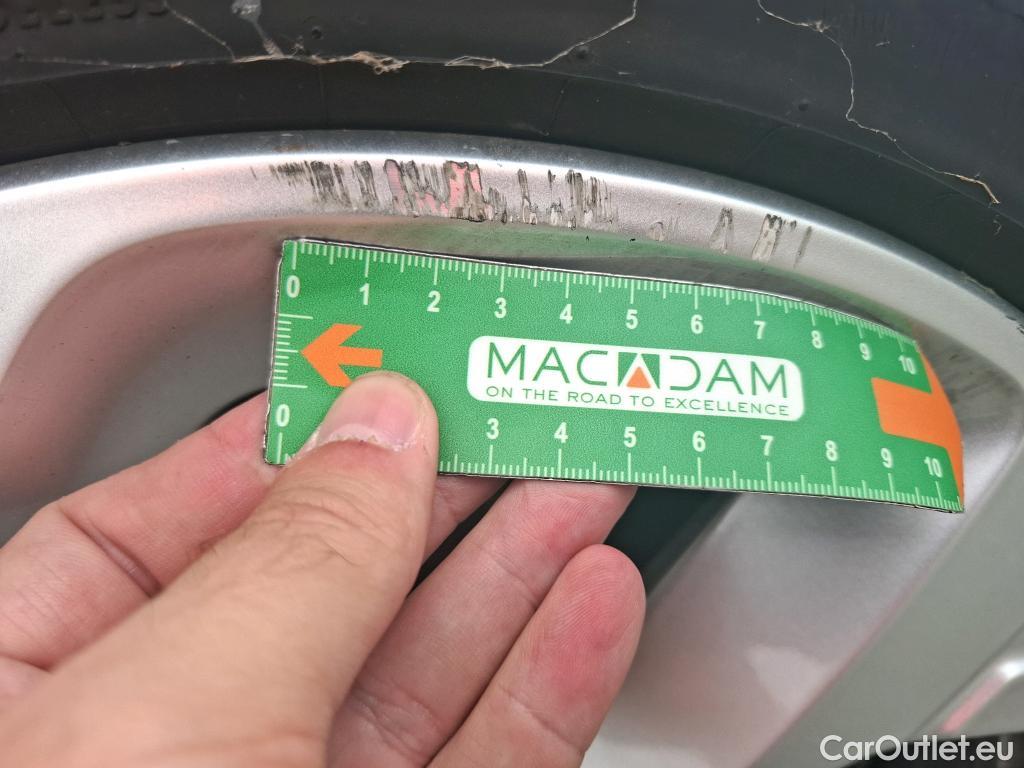 0 1 2 3 4 5 6 7 8 9 10
MACADAM
ON THE ROAD TO EXCELLENCE
0 3 4 5 6 7 8 9 10
CarOutlet.eu